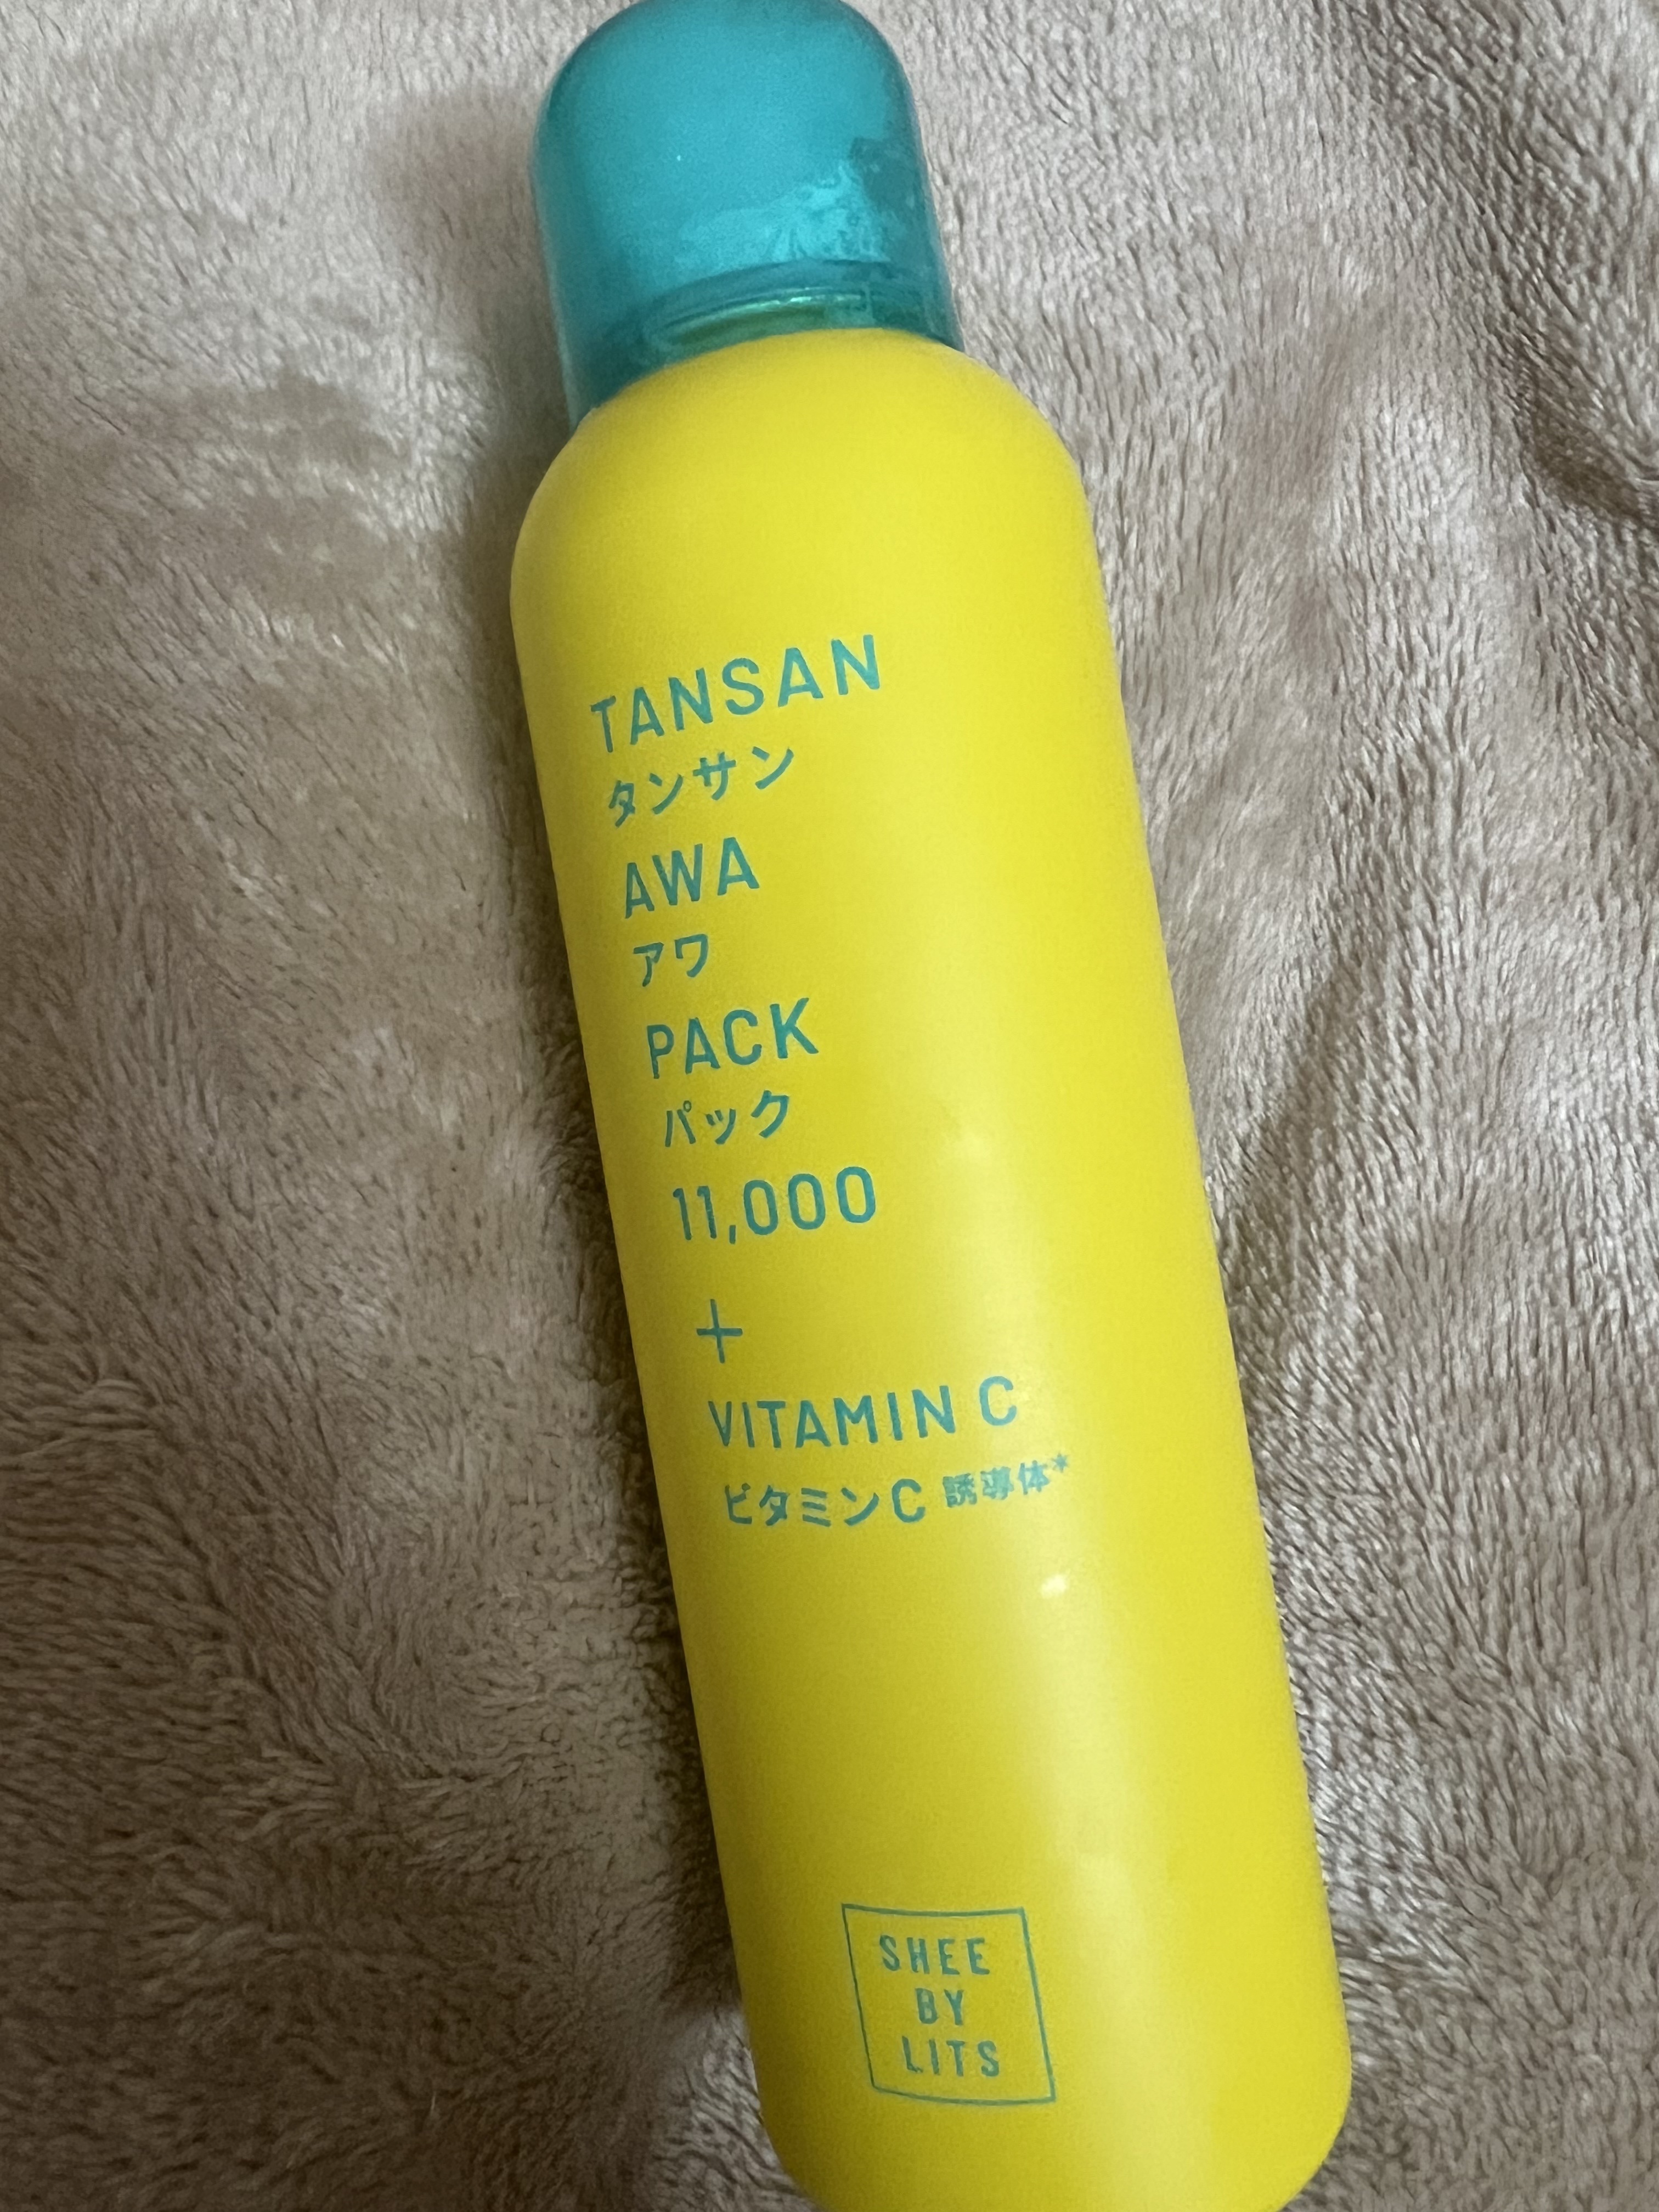 TANSAN
タンサン
AWA
アワ
PACK
パック
11,000
+
VITAMIN C
ビタミンC 誘導体*
SHEE
BY
LITS